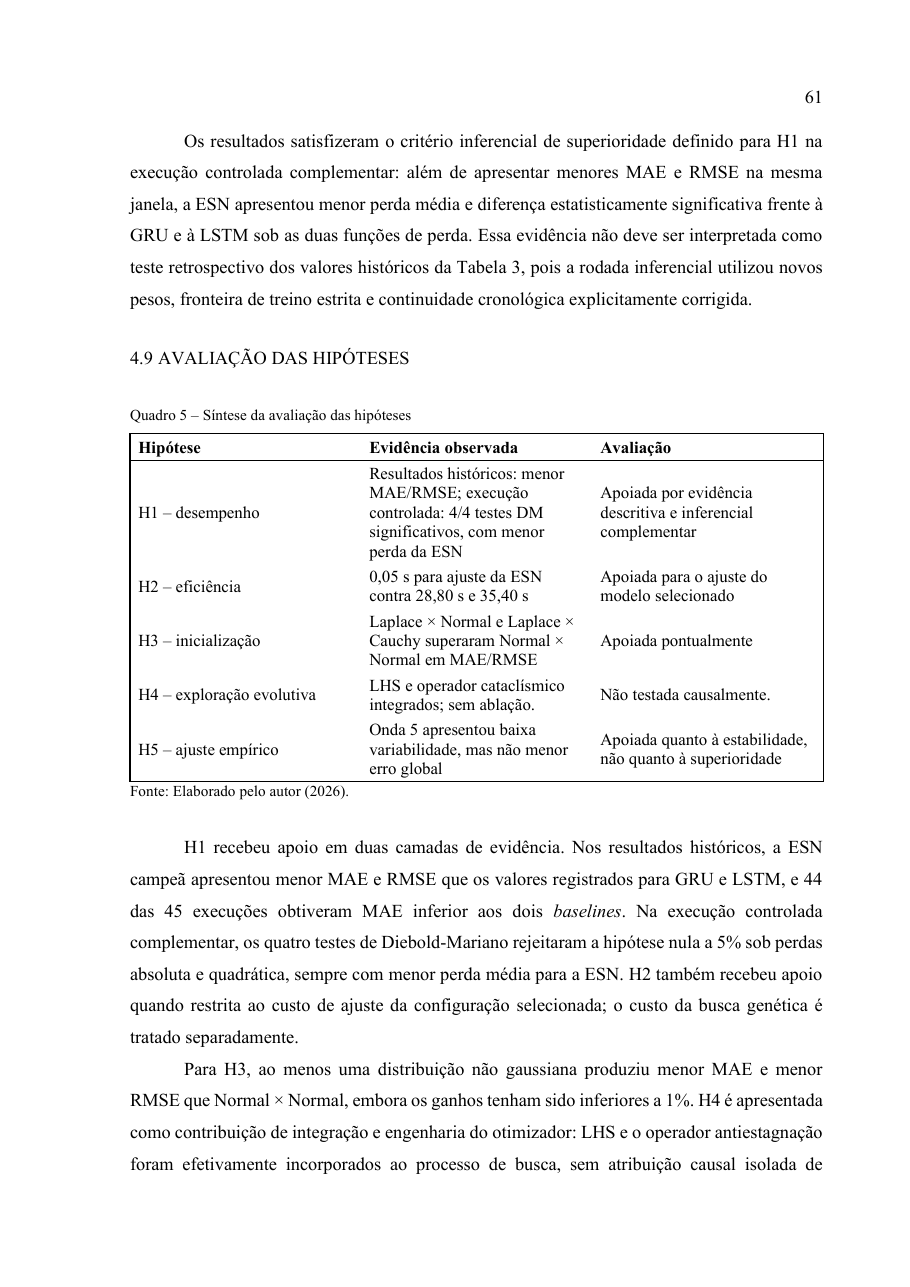 61
Os resultados satisfizeram o critério inferencial de superioridade definido para H1 na
execução controlada complementar: além de apresentar menores MAE e RMSE na mesma
janela, a ESN apresentou menor perda média e diferença estatisticamente significativa frente à
GRU e à LSTM sob as duas funções de perda. Essa evidência não deve ser interpretada como
teste retrospectivo dos valores históricos da Tabela 3, pois a rodada inferencial utilizou novos
pesos, fronteira de treino estrita e continuidade cronológica explicitamente corrigida.
4.9 AVALIAÇÃO DAS HIPÓTESES
Quadro 5 – Síntese da avaliação das hipóteses
Hipótese Evidência observada Avaliação
H1 – desempenho
Resultados históricos: menor
MAE/RMSE; execução
controlada: 4/4 testes DM
significativos, com menor
perda da ESN
Apoiada por evidência
descritiva e inferencial
complementar
H2 – eficiência
0,05 s para ajuste da ESN
contra 28,80 s e 35,40 s
Apoiada para o ajuste do
modelo selecionado
H3 – inicialização
Laplace × Normal e Laplace ×
Cauchy superaram Normal ×
Normal em MAE/RMSE
Apoiada pontualmente
H4 – exploração evolutiva
LHS e operador cataclísmico
integrados; sem ablação.
Não testada causalmente.
H5 – ajuste empírico
Onda 5 apresentou baixa
variabilidade, mas não menor
erro global
Apoiada quanto à estabilidade,
não quanto à superioridade
Fonte: Elaborado pelo autor (2026).
H1 recebeu apoio em duas camadas de evidência. Nos resultados históricos, a ESN
campeã apresentou menor MAE e RMSE que os valores registrados para GRU e LSTM, e 44
das 45 execuções obtiveram MAE inferior aos dois baselines. Na execução controlada
complementar, os quatro testes de Diebold-Mariano rejeitaram a hipótese nula a 5% sob perdas
absoluta e quadrática, sempre com menor perda média para a ESN. H2 também recebeu apoio
quando restrita ao custo de ajuste da configuração selecionada; o custo da busca genética é
tratado separadamente.
Para H3, ao menos uma distribuição não gaussiana produziu menor MAE e menor
RMSE que Normal × Normal, embora os ganhos tenham sido inferiores a 1%. H4 é apresentada
como contribuição de integração e engenharia do otimizador: LHS e o operador antiestagnação
foram efetivamente incorporados ao processo de busca, sem atribuição causal isolada de